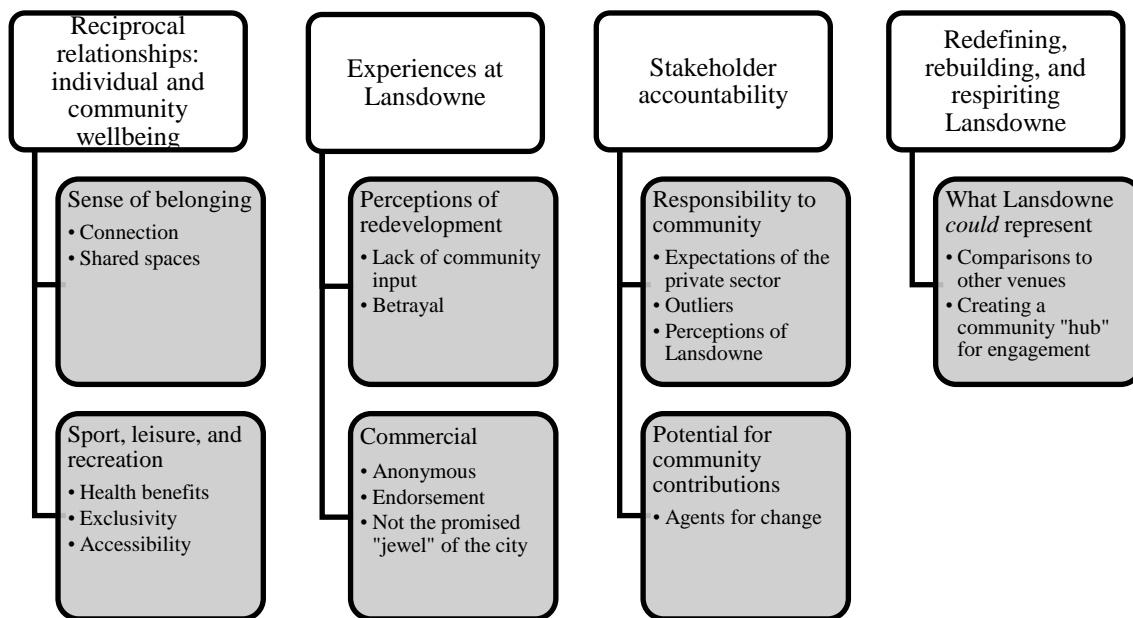 Reciprocal
relationships:
individual and
community
wellbeing
Sense of belonging
• Connection
• Shared spaces
Sport, leisure, and
recreation
• Health benefits
• Exclusivity
• Accessibility
Experiences at
Lansdowne
Perceptions of
redevelopment
• Lack of community
input
• Betrayal
Commercial
• Anonymous
• Endorsement
• Not the promised
"jewel" of the city
Stakeholder
accountability
Responsibility to
community
• Expectations of the
private sector
• Outliers
• Perceptions of
Lansdowne
Potential for
community
contributions
• Agents for change
Redefining,
rebuilding, and
respiriting
Lansdowne
What Lansdowne
could represent
• Comparisons to
other venues
• Creating a
community "hub"
for engagement